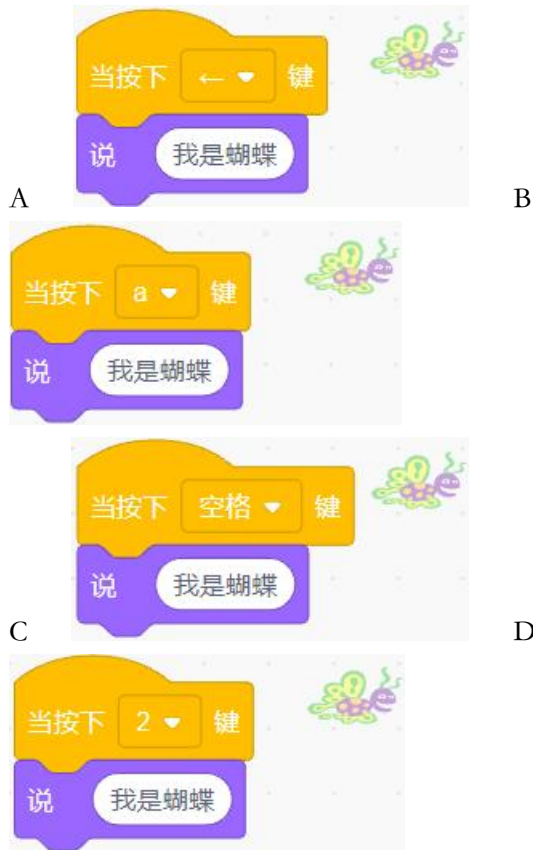 当按下 ← 键
说 我是蝴蝶
A
B
当按下 a 键
说 我是蝴蝶
当按下 空格 键
说 我是蝴蝶
C
D
当按下 2 键
说 我是蝴蝶